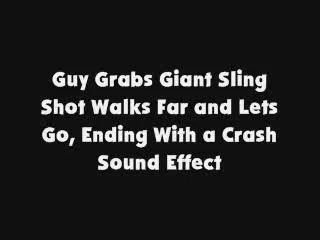 Guy Grabs Giant Sling
Shot Walks Far and Lets
Go, Ending With a Crash
Sound Effect